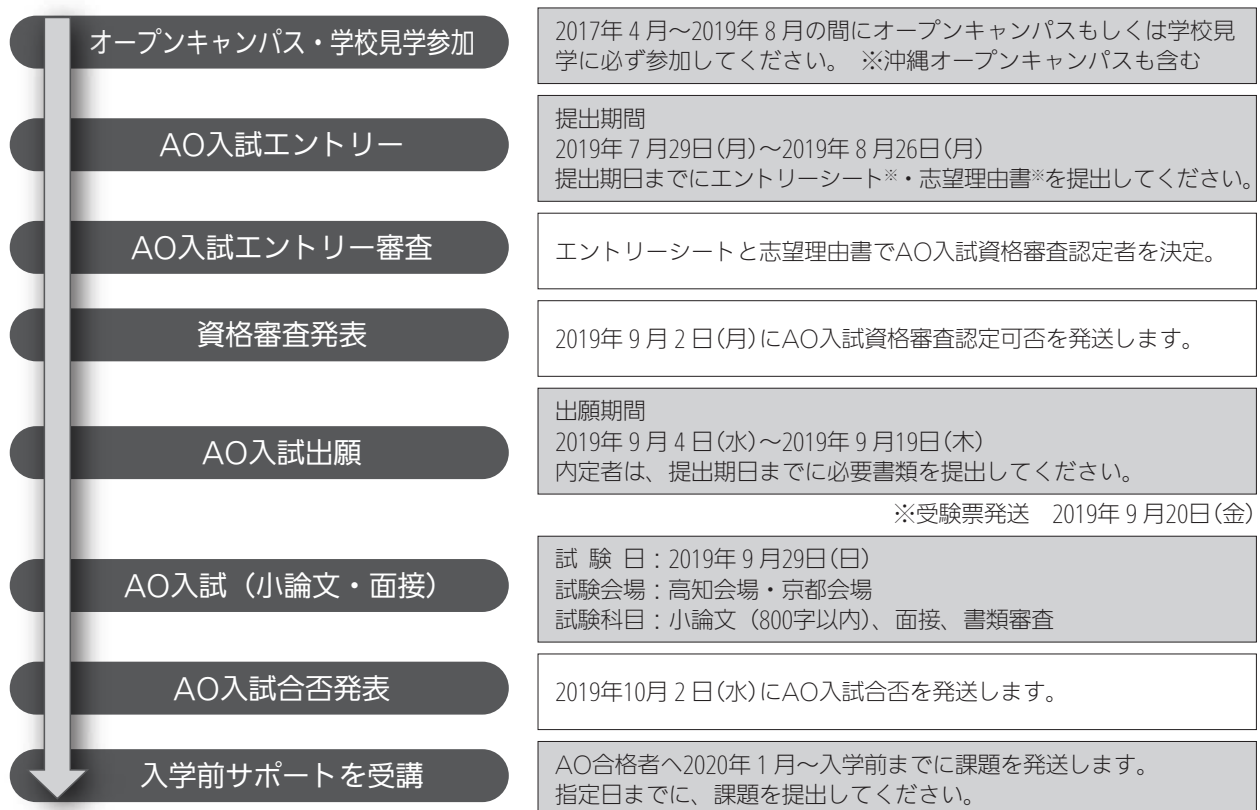 オープンキャンパス・学校見学参加
2017年4月～2019年8月の間にオープンキャンパスもしくは学校見
学に必ず参加してください。 ※沖縄オープンキャンパスも含む
AO入試エントリー
提出期間
2019年7月29日(月)～2019年8月26日(月)
提出期日までにエントリーシート※・志望理由書※を提出してください。
AO入試エントリー審査
エントリーシートと志望理由書でAO入試資格審査認定者を決定。
資格審査発表
2019年9月2日(月)にAO入試資格審査認定可否を発送します。
AO入試出願
出願期間
2019年9月4日(水)～2019年9月19日(木)
内定者は、提出期日までに必要書類を提出してください。
※受験票発送 2019年9月20日(金)
AO入試（小論文・面接）
試験日：2019年9月29日(日)
試験会場：高知会場・京都会場
試験科目：小論文（800字以内）、面接、書類審査
AO入試合否発表
2019年10月2日(水)にAO入試合否を発送します。
入学前サポートを受講
AO合格者へ2020年1月～入学前までに課題を発送します。
指定日までに、課題を提出してください。